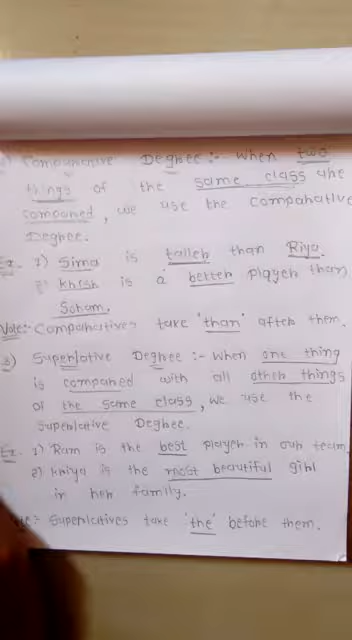 2) Comparative Degree :- When two
things of the same class are
compared, we use the comparative
Degree.
Ex. 1) Sima is taller than Riya.
2) Krish is a better player than
Soham.
Note:- Comparatives take 'than' after them.
3) Superlative Degree :- When one thing
is compared with all other things
of the same class, we use the
superlative Degree.
Ex. 1) Ram is the best player in our team
2) Kriya is the most beautiful girl
in her family.
Note:- Superlatives take 'the' before them.